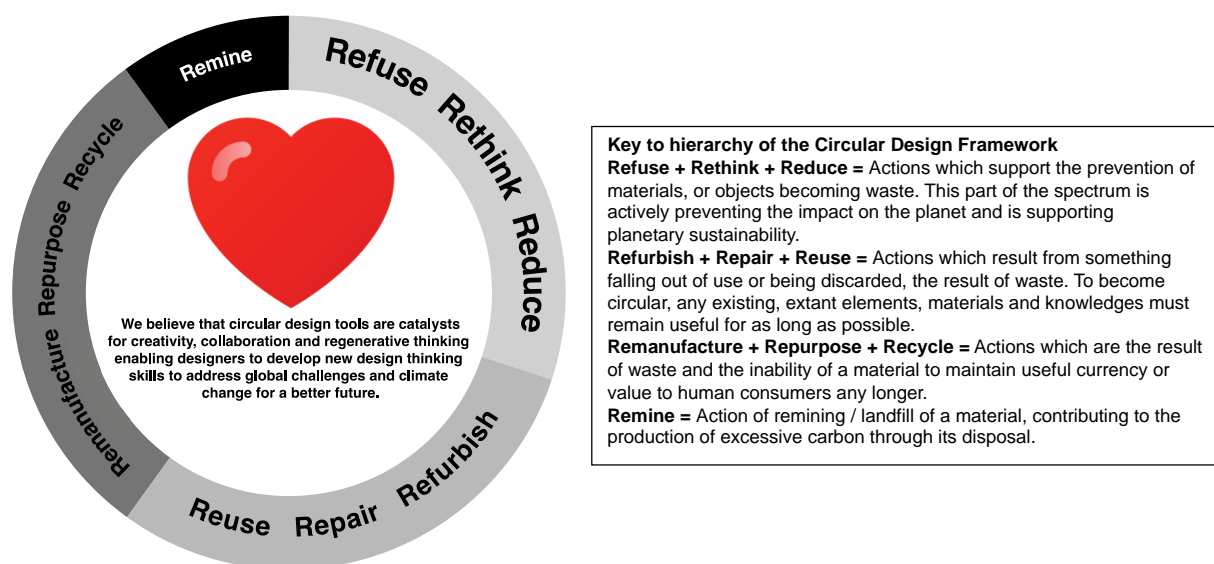 Remine
Refuse Rethink Reduce
Reuse Repair Refurbish
Remanufacture Repurpose Recycle
We believe that circular design tools are catalysts
for creativity, collaboration and regenerative thinking
enabling designers to develop new design thinking
skills to address global challenges and climate
change for a better future.
Key to hierarchy of the Circular Design Framework
Refuse + Rethink + Reduce = Actions which support the prevention of
materials, or objects becoming waste. This part of the spectrum is
actively preventing the impact on the planet and is supporting
planetary sustainability.
Refurbish + Repair + Reuse = Actions which result from something
falling out of use or being discarded, the result of waste. To become
circular, any existing, extant elements, materials and knowledges must
remain useful for as long as possible.
Remanufacture + Repurpose + Recycle = Actions which are the result
of waste and the inability of a material to maintain useful currency or
value to human consumers any longer.
Remine = Action of remining / landfill of a material, contributing to the
production of excessive carbon through its disposal.